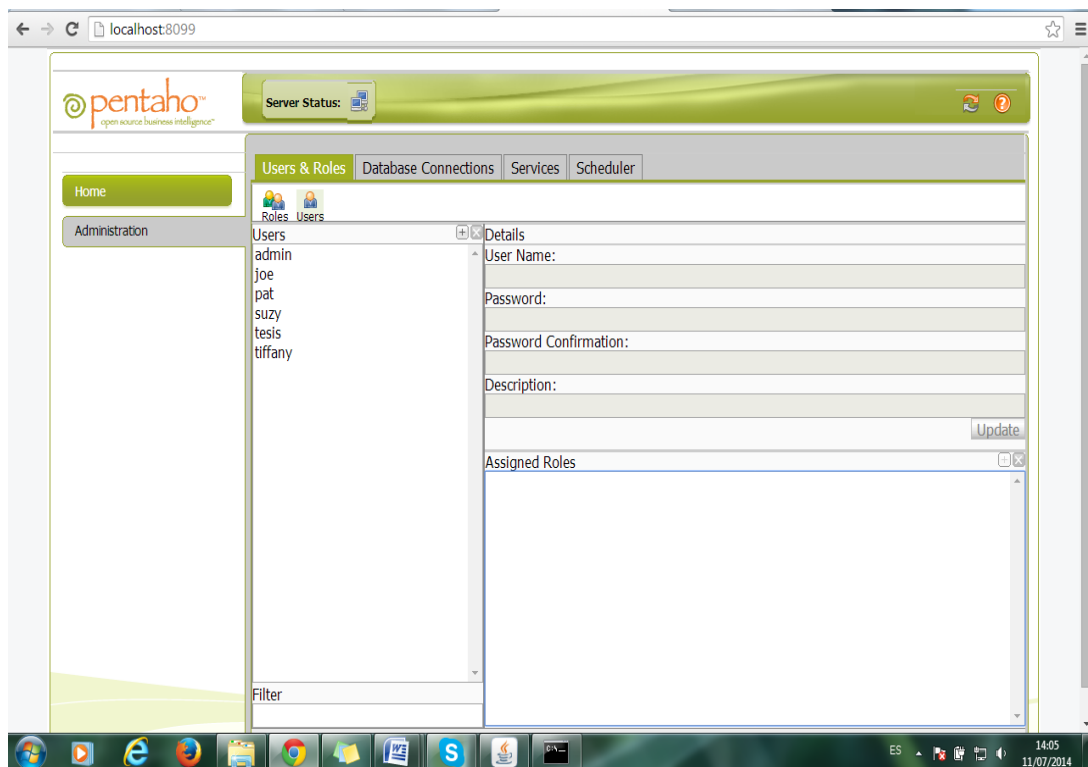 localhost:8099
pentaho™
open source business intelligence™
Server Status:
Home
Administration
Users & Roles
Database Connections
Services
Scheduler
Roles
Users
Users
admin
joe
pat
suzy
tesis
tiffany
Filter
Details
User Name:
Password:
Password Confirmation:
Description:
Update
Assigned Roles
ES
14:05
11/07/2014